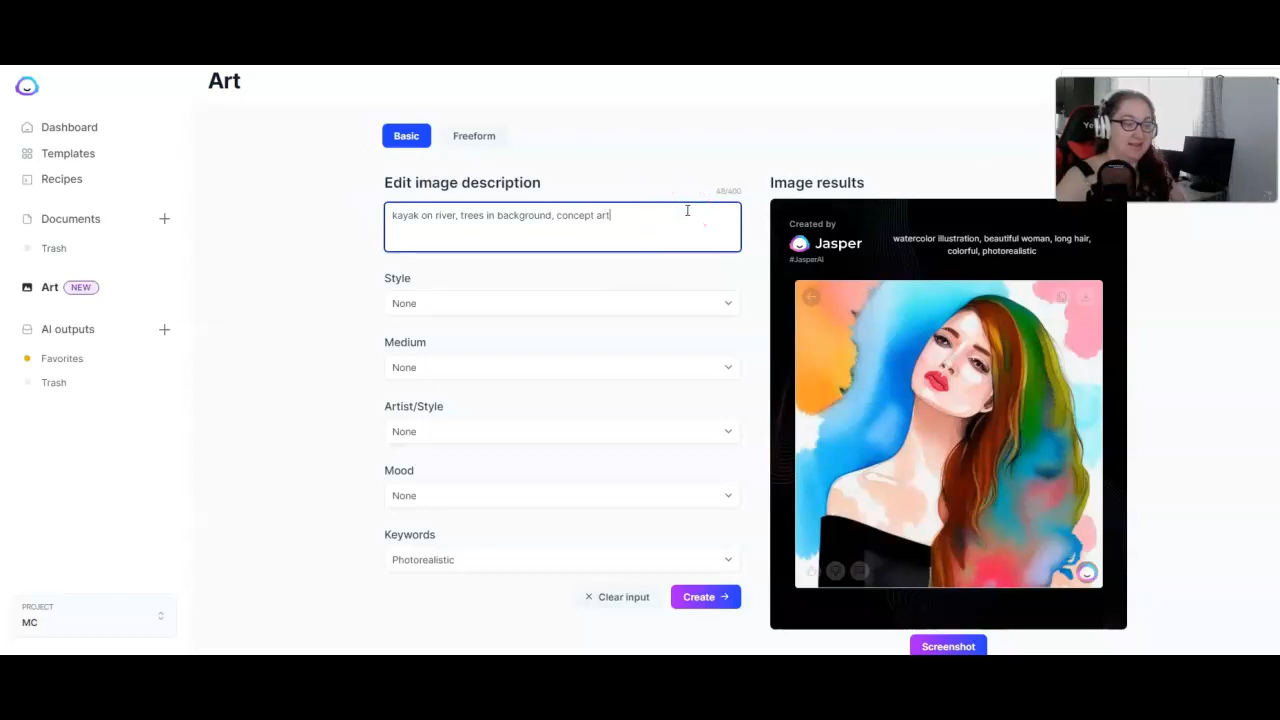 Art
Dashboard
Templates
Recipes
Documents
Trash
Art NEW
AI outputs
Favorites
Trash
PROJECT
MC
Basic Freeform
Edit image description
48/400
kayak on river, trees in background, concept art
Style
None
Medium
None
Artist/Style
None
Mood
None
Keywords
Photorealistic
Clear input
Create
Image results
Created by
Jasper
#JasperAI
watercolor illustration, beautiful woman, long hair,
colorful, photorealistic
Screenshot